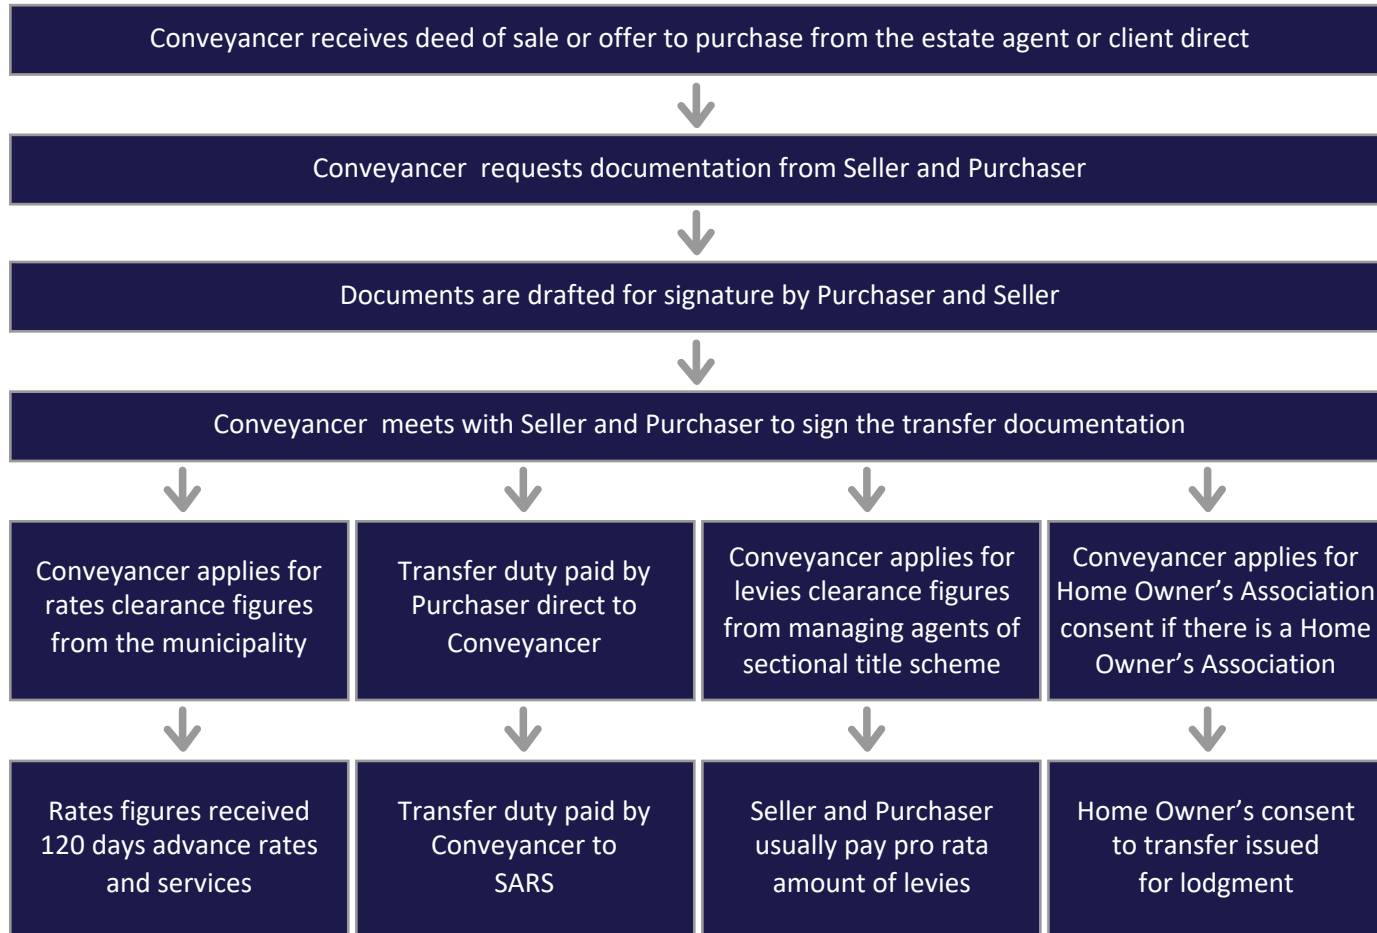 Conveyancer receives deed of sale or offer to purchase from the estate agent or client direct
Conveyancer requests documentation from Seller and Purchaser
Documents are drafted for signature by Purchaser and Seller
Conveyancer meets with Seller and Purchaser to sign the transfer documentation
Conveyancer applies for
rates clearance figures
from the municipality
Transfer duty paid by
Purchaser direct to
Conveyancer
Conveyancer applies for
levies clearance figures
from managing agents of
sectional title scheme
Conveyancer applies for
Home Owner’s Association
consent if there is a Home
Owner’s Association
Rates figures received
120 days advance rates
and services
Transfer duty paid by
Conveyancer to
SARS
Seller and Purchaser
usually pay pro rata
amount of levies
Home Owner’s consent
to transfer issued
for lodgment